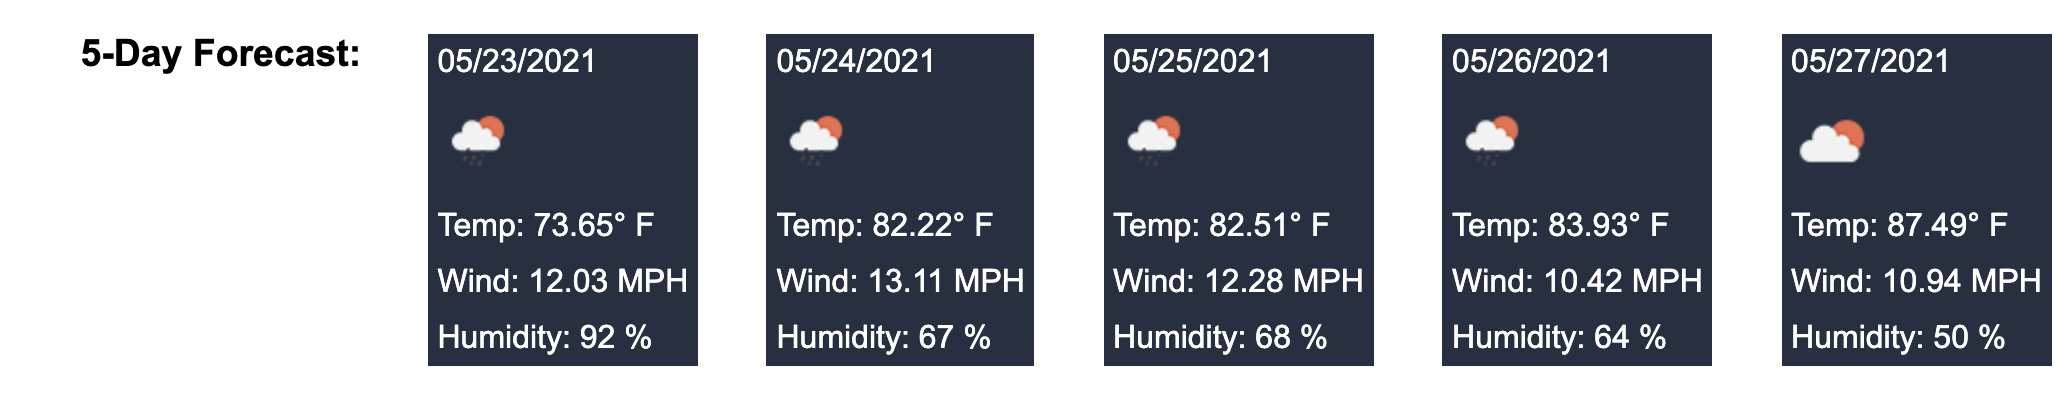 5-Day Forecast:
05/23/2021
Temp: 73.65° F
Wind: 12.03 MPH
Humidity: 92 %
05/24/2021
Temp: 82.22° F
Wind: 13.11 MPH
Humidity: 67 %
05/25/2021
Temp: 82.51° F
Wind: 12.28 MPH
Humidity: 68 %
05/26/2021
Temp: 83.93° F
Wind: 10.42 MPH
Humidity: 64 %
05/27/2021
Temp: 87.49° F
Wind: 10.94 MPH
Humidity: 50 %